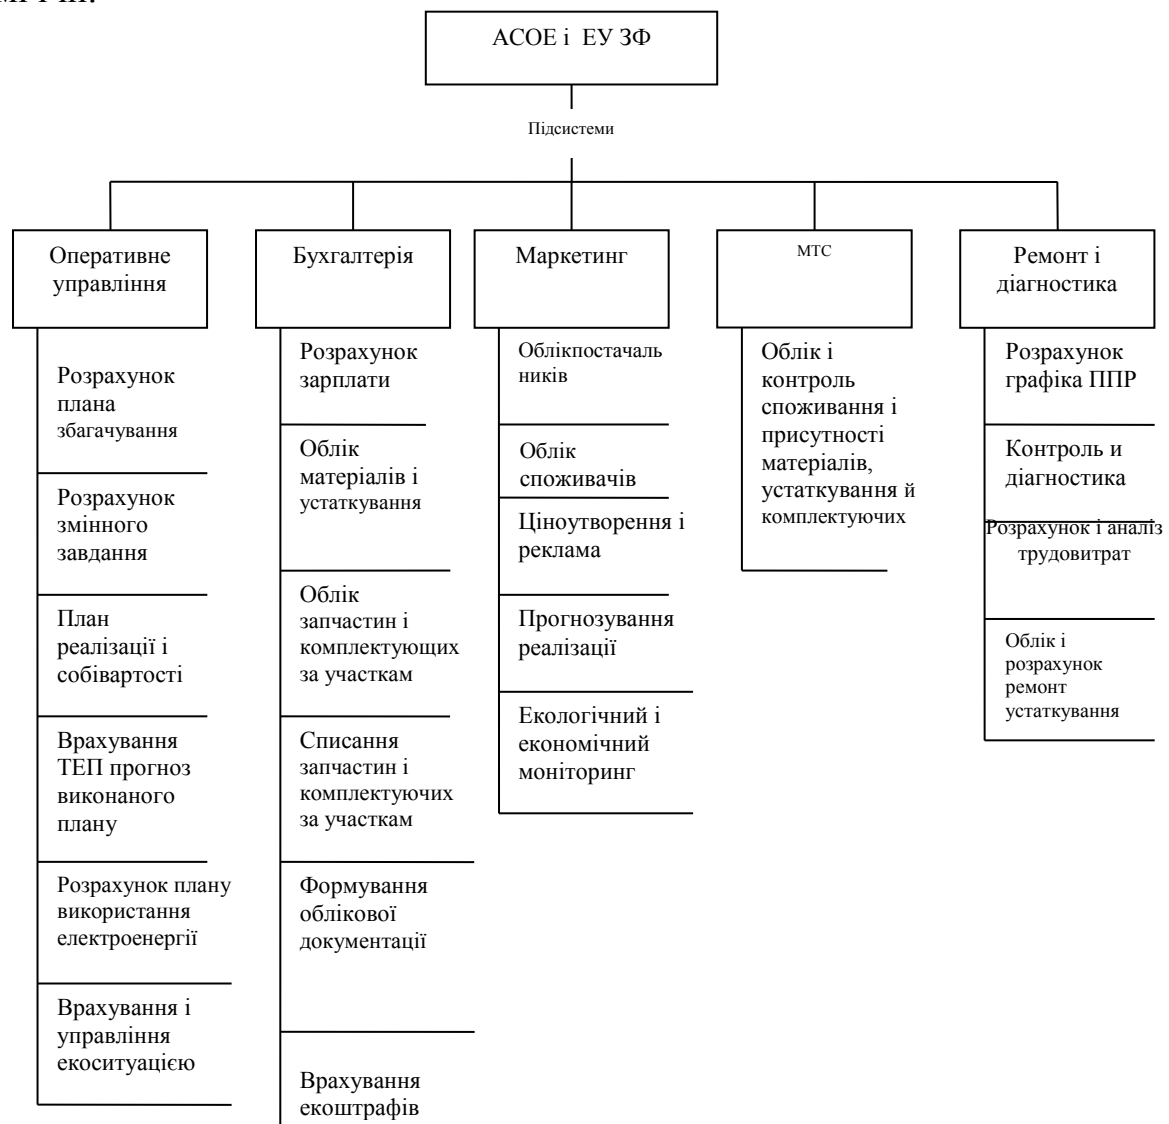 АСОЕ і ЕУ ЗФ
Підсистеми
Оперативне
управління
Розрахунок
плана
збагачування
Розрахунок
змінного
завдання
План
реалізації і
собівартості
Врахування
ТЕП прогноз
виконаного
плану
Розрахунок плану
використання
електроенергії
Врахування і
управління
екоситуацією
Бухгалтерія
Розрахунок
зарплати
Облік
матеріалів і
устаткування
Облік
запчастин і
комплектующих
за участкам
Списання
запчастин і
комплектуючих
за участкам
Формування
облікової
документації
Врахування
екоштрафів
Маркетинг
Облікпостачаль
ників
Облік
споживачів
Ціноутворення і
реклама
Прогнозування
реалізації
Екологічний і
економічний
моніторинг
МТС
Облік і
контроль
споживання і
присутності
матеріалів,
устаткування й
комплектуючих
Ремонт і
діагностика
Розрахунок
графіка ППР
Контроль и
діагностика
Розрахунок і аналіз
трудовитрат
Облік і
розрахунок
ремонт
устаткування